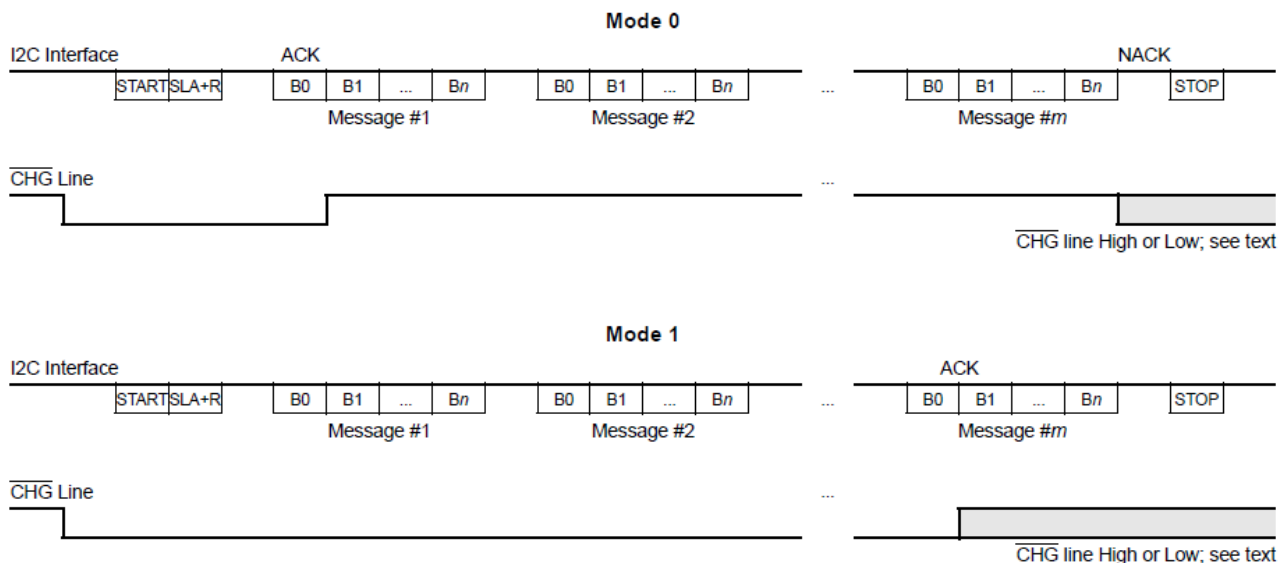 Mode 0
I2C Interface ACK NACK
START SLA+R B0 B1 ... Bn B0 B1 ... Bn ... B0 B1 ... Bn STOP
Message #1 Message #2 Message #m
CHG Line ...
CHG line High or Low; see text
Mode 1
I2C Interface ACK
START SLA+R B0 B1 ... Bn B0 B1 ... Bn ... B0 B1 ... Bn STOP
Message #1 Message #2 Message #m
CHG Line ...
CHG line High or Low; see text